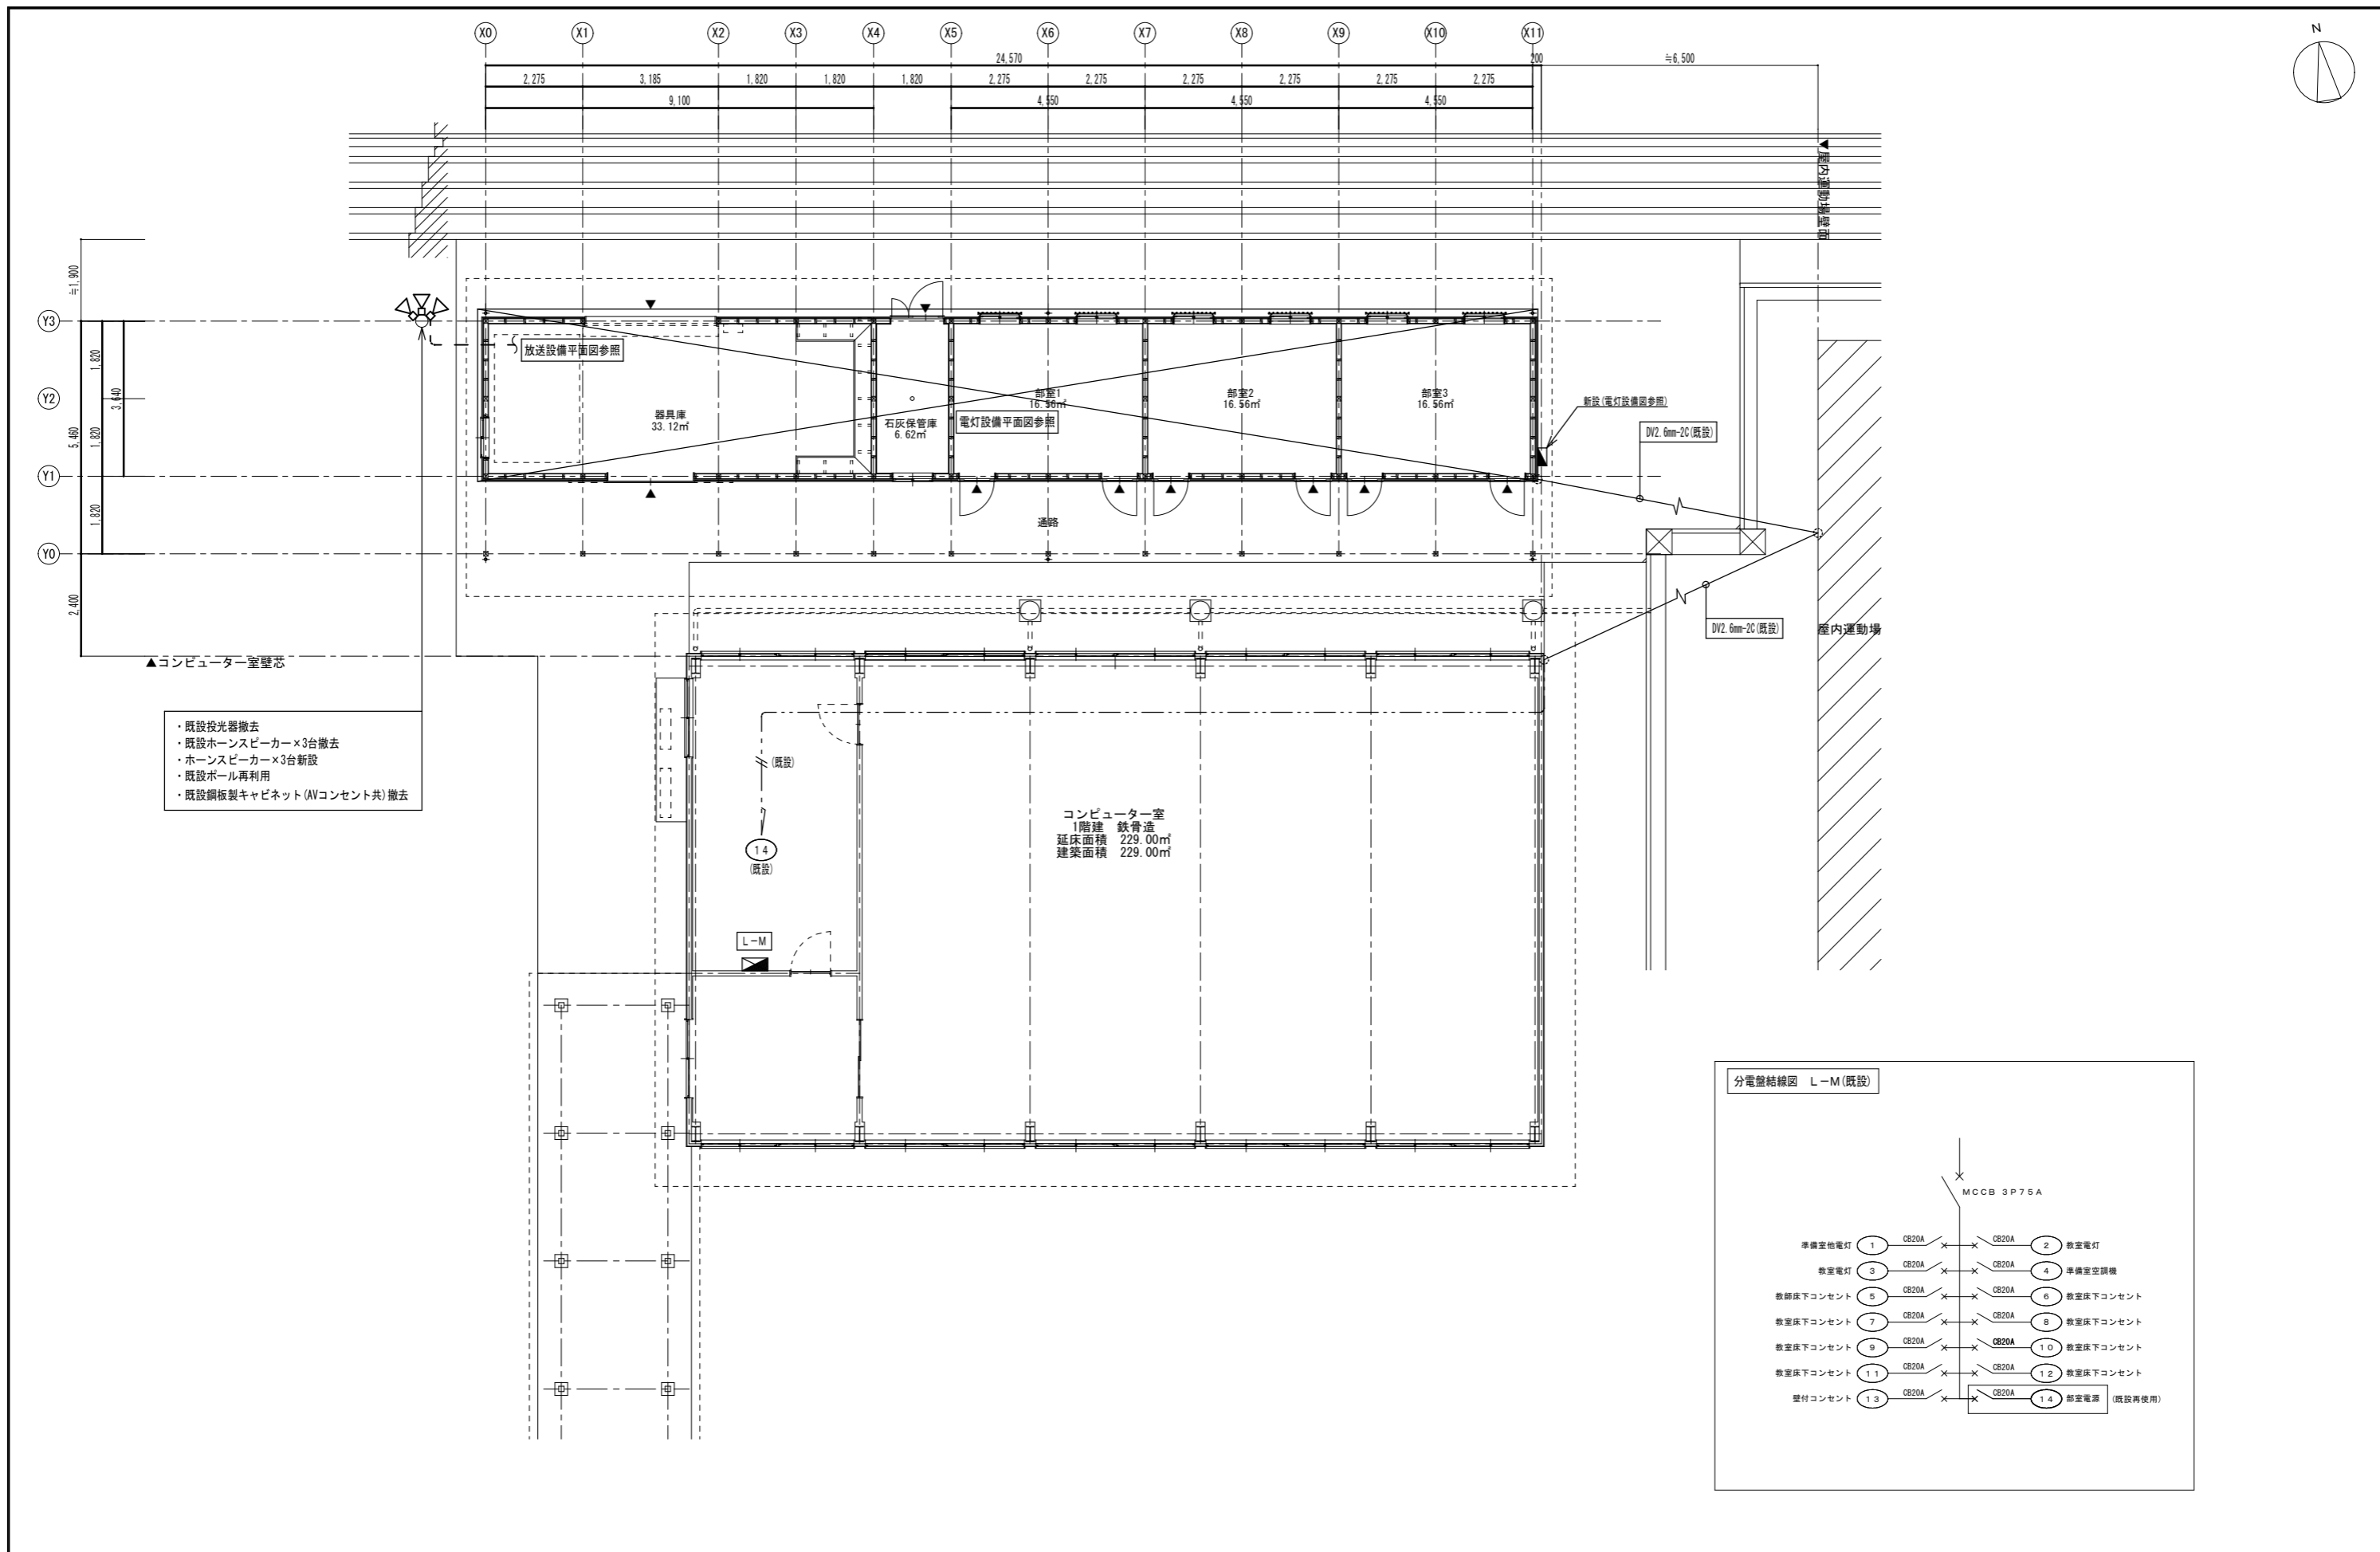 X0 X1 X2 X3 X4 X5 X6 X7 X8 X9 X10 X11
N
24,570 200 ≒6,500
2,275 3,185 1,820 1,820 1,820 2,275 2,275 2,275 2,275 2,275 2,275
9,100 4,550 4,550 4,550
▲屋内運動場壁面
≒1,900
Y3
1,820
Y2
3,640
5,460
1,820
Y1
1,820
Y0
2,400
放送設備平面図参照
器具庫
33.12㎡
石灰保管庫
6.62㎡
部室1
16.56㎡
電灯設備平面図参照
部室2
16.56㎡
部室3
16.56㎡
新設(電灯設備図参照)
DV2.6mm-2C(既設)
通路
DV2.6mm-2C(既設)
屋内運動場
▲コンピューター室壁芯
・既設投光器撤去
・既設ホーンスピーカー×3台撤去
・ホーンスピーカー×3台新設
・既設ポール再利用
・既設鋼板製キャビネット(AVコンセント共)撤去
(既設)
14
(既設)
コンピューター室
1階建 鉄骨造
延床面積 229.00㎡
建築面積 229.00㎡
L-M
分電盤結線図 L-M(既設)
MCCB 3P75A
準備室他電灯 1 CB20A CB20A 2 教室電灯
教室電灯 3 CB20A CB20A 4 準備室空調機
教師床下コンセント 5 CB20A CB20A 6 教室床下コンセント
教室床下コンセント 7 CB20A CB20A 8 教室床下コンセント
教室床下コンセント 9 CB20A CB20A 10 教室床下コンセント
教室床下コンセント 11 CB20A CB20A 12 教室床下コンセント
壁付コンセント 13 CB20A CB20A 14 部室電源 (既設再使用)